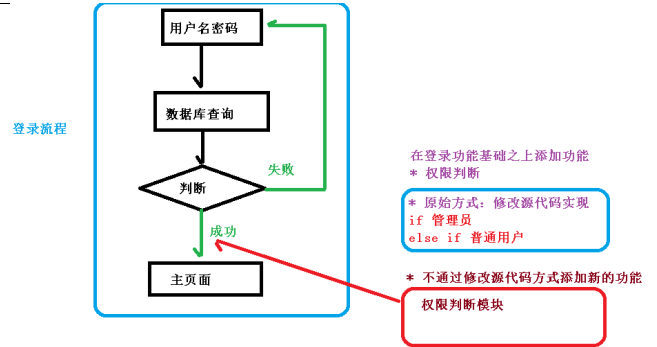 用户名密码
数据库查询
登录流程
失败
判断
成功
主页面
在登录功能基础之上添加功能
* 权限判断
* 原始方式：修改源代码实现
if 管理员
else if 普通用户
* 不通过修改源代码方式添加新的功能
权限判断模块